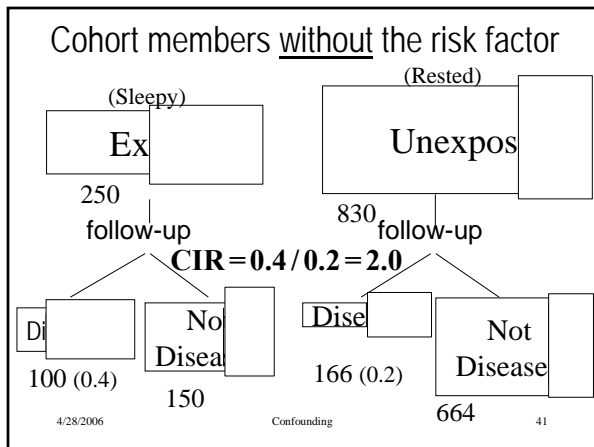 Cohort members without the risk factor
(Sleepy)
(Rested)
Ex
Unexpos
250
830
follow-up
follow-up
CIR = 0.4 / 0.2 = 2.0
Di
No
Disea
Dise
Not
Disease
100 (0.4)
150
166 (0.2)
664
4/28/2006
Confounding
41